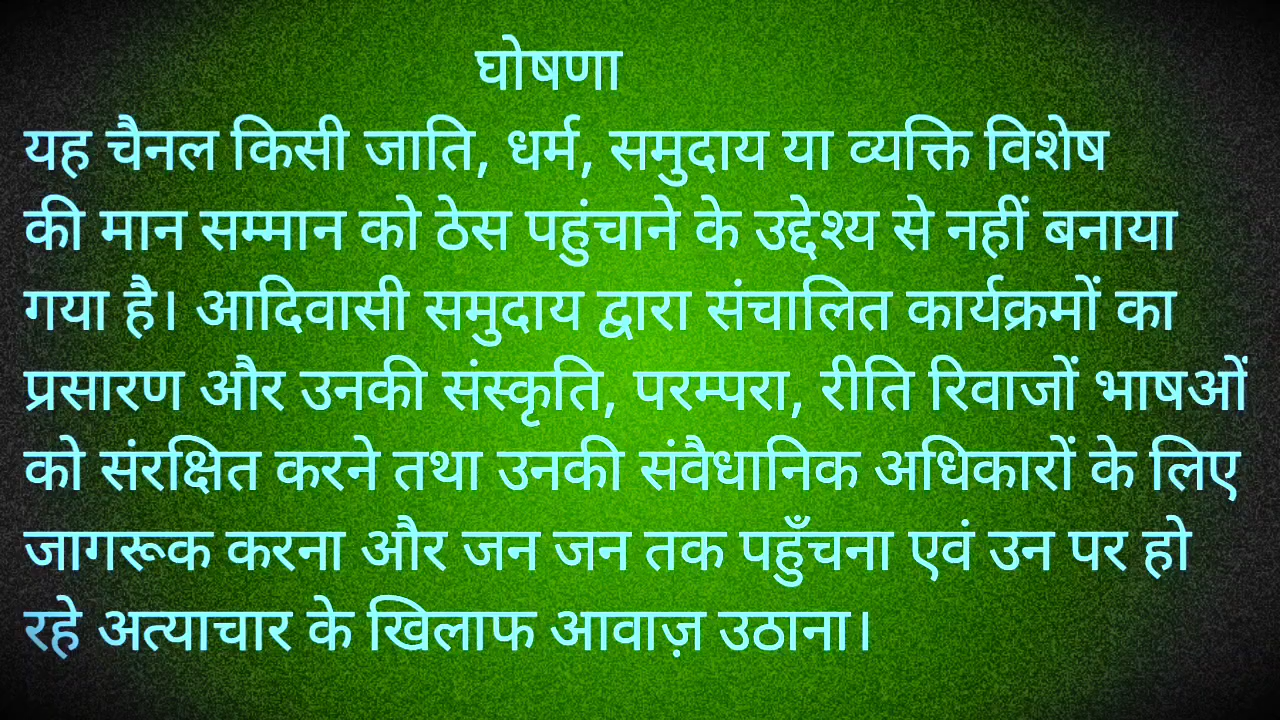 घोषणा
यह चैनल किसी जाति, धर्म, समुदाय या व्यक्ति विशेष
की मान सम्मान को ठेस पहुंचाने के उद्देश्य से नहीं बनाया
गया है। आदिवासी समुदाय द्वारा संचालित कार्यक्रमों का
प्रसारण और उनकी संस्कृति, परम्परा, रीति रिवाजों भाषओं
को संरक्षित करने तथा उनकी संवैधानिक अधिकारों के लिए
जागरूक करना और जन जन तक पहुँचना एवं उन पर हो
रहे अत्याचार के खिलाफ आवाज़ उठाना।